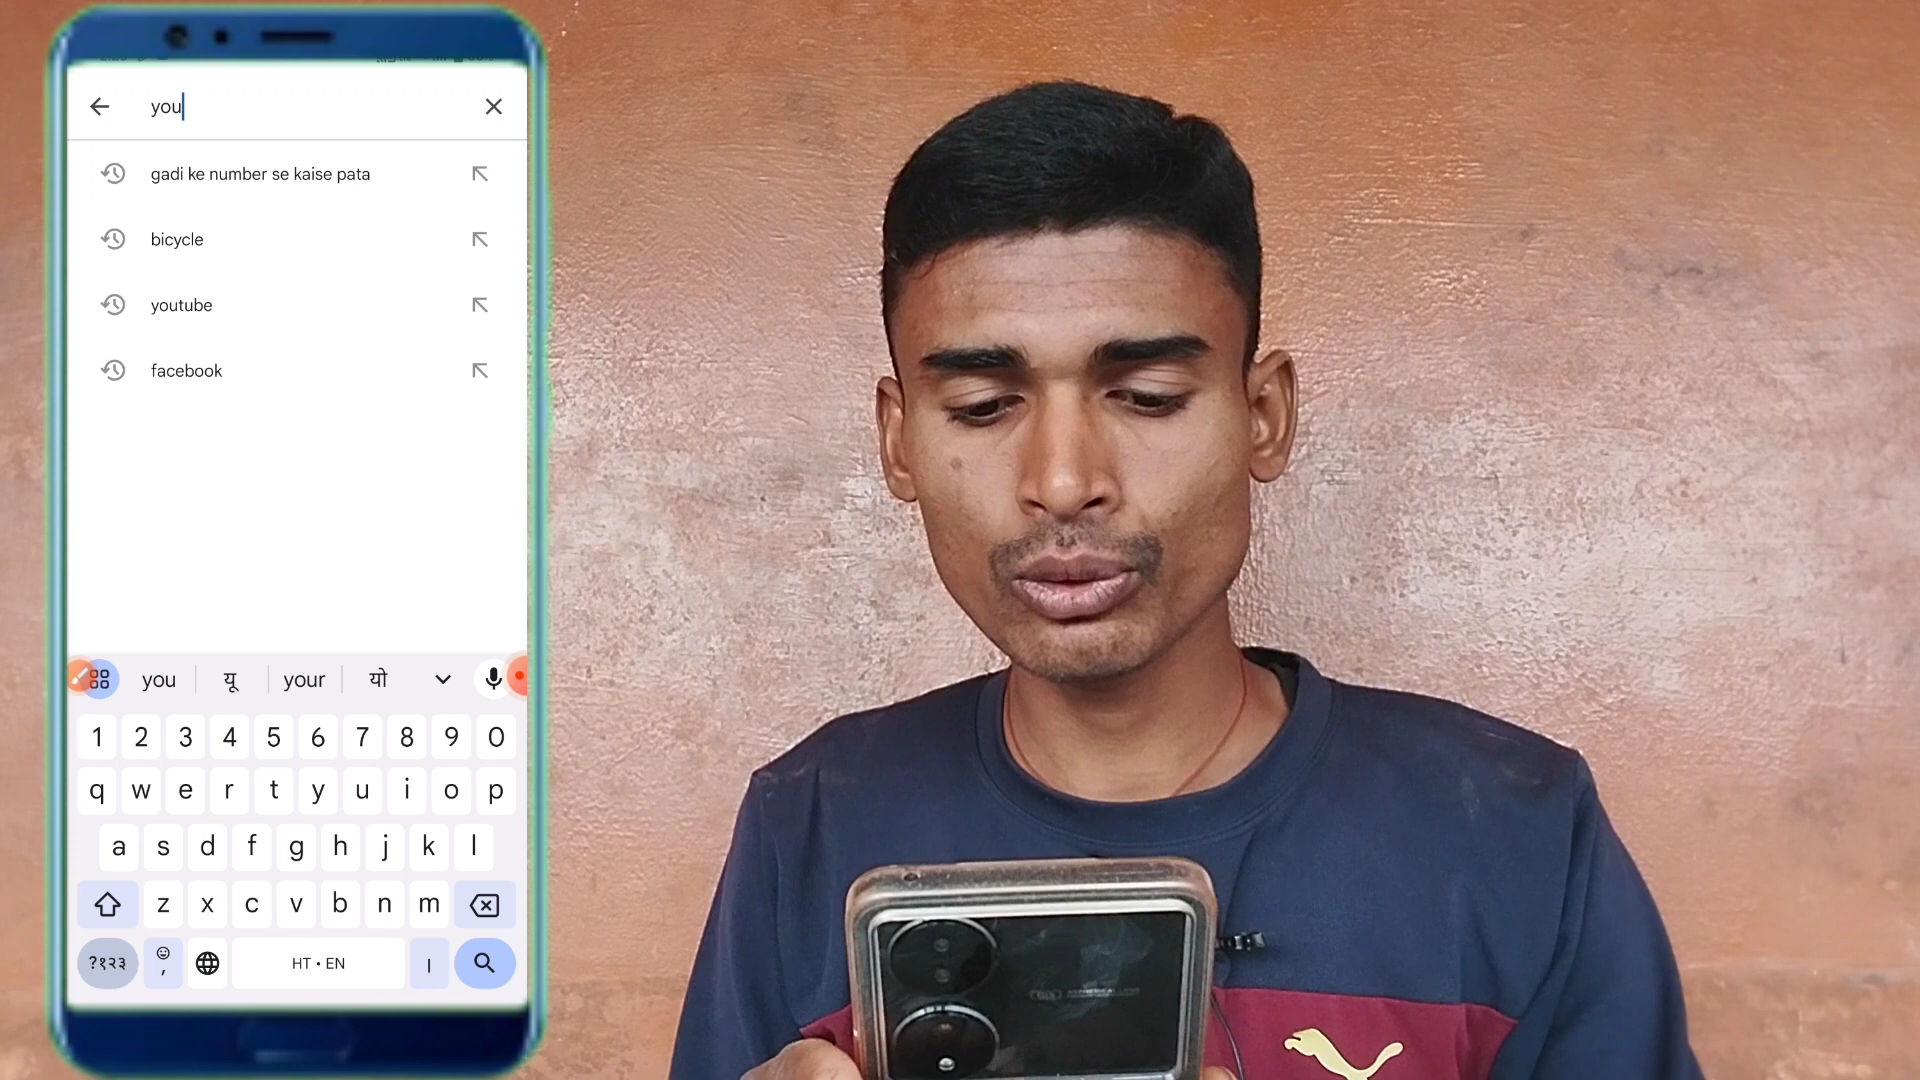 you
gadi ke number se kaise pata
bicycle
youtube
facebook
you यू your यो
1 2 3 4 5 6 7 8 9 0
q w e r t y u i o p
a s d f g h j k l
z x c v b n m
?१२३ , HT • EN ।